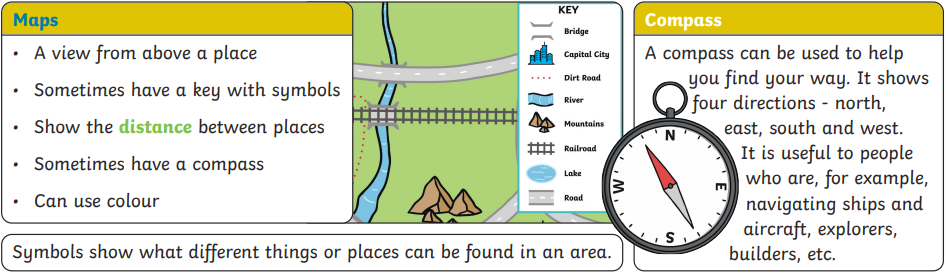 Maps
• A view from above a place
• Sometimes have a key with symbols
• Show the distance between places
• Sometimes have a compass
• Can use colour
KEY
Bridge
Capital City
Dirt Road
River
Mountains
Railroad
Lake
Road
Symbols show what different things or places can be found in an area.
Compass
A compass can be used to help
you find your way. It shows
four directions - north,
east, south and west.
It is useful to people
who are, for example,
navigating ships and
aircraft, explorers,
builders, etc.
N
E
S
W